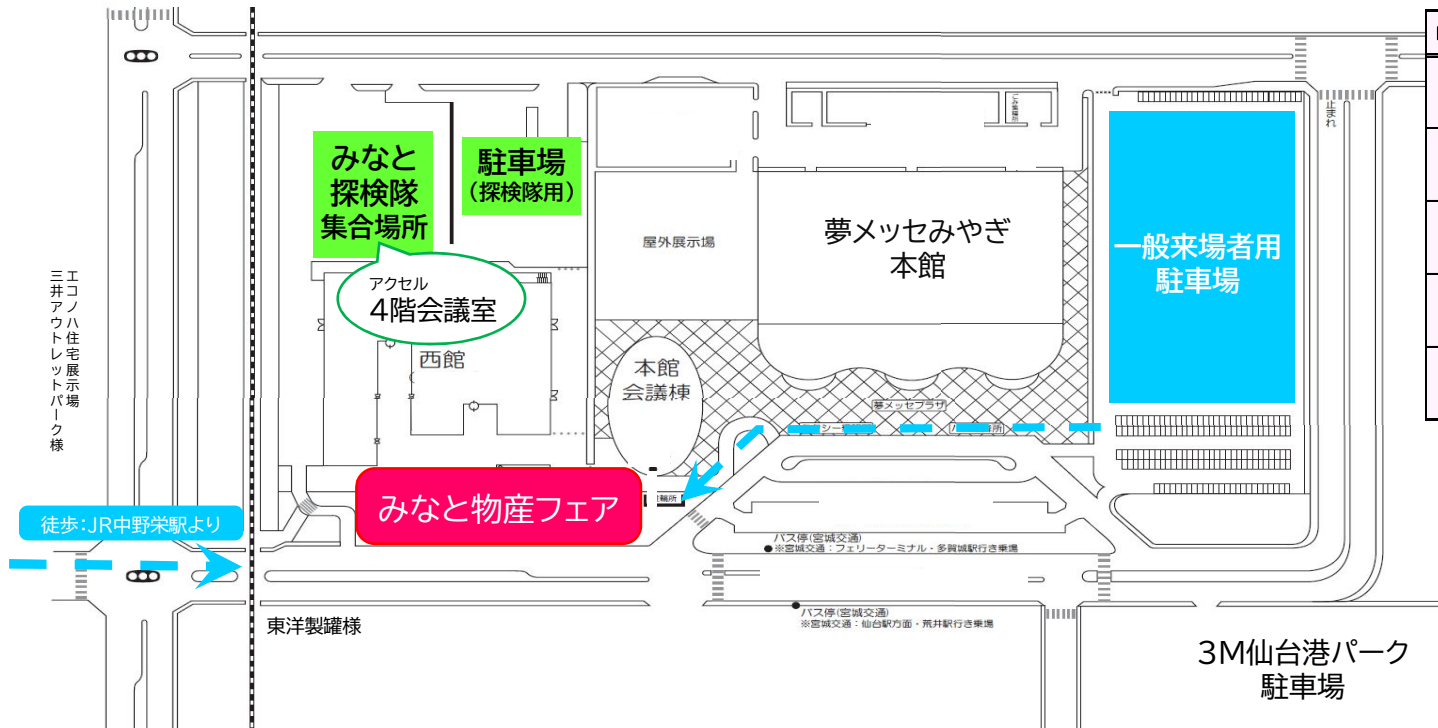 みなと
探検隊
集合場所
駐車場
(探検隊用)
アクセル
4階会議室
西館
屋外展示場
本館
会議棟
ごみ集積所
夢メッセみやぎ
本館
夢メッセプラザ
一般来場者用
駐車場
止まれ
エコノハ住宅展示場
三井アウトレットパーク様
徒歩:JR中野栄駅より
みなと物産フェア
バス停(宮城交通)
●※宮城交通:フェリーターミナル・多賀城駅行き乗場
バス停(宮城交通)
※宮城交通:仙台駅方面・荒井駅行き乗場
東洋製罐様
3M仙台港パーク
駐車場